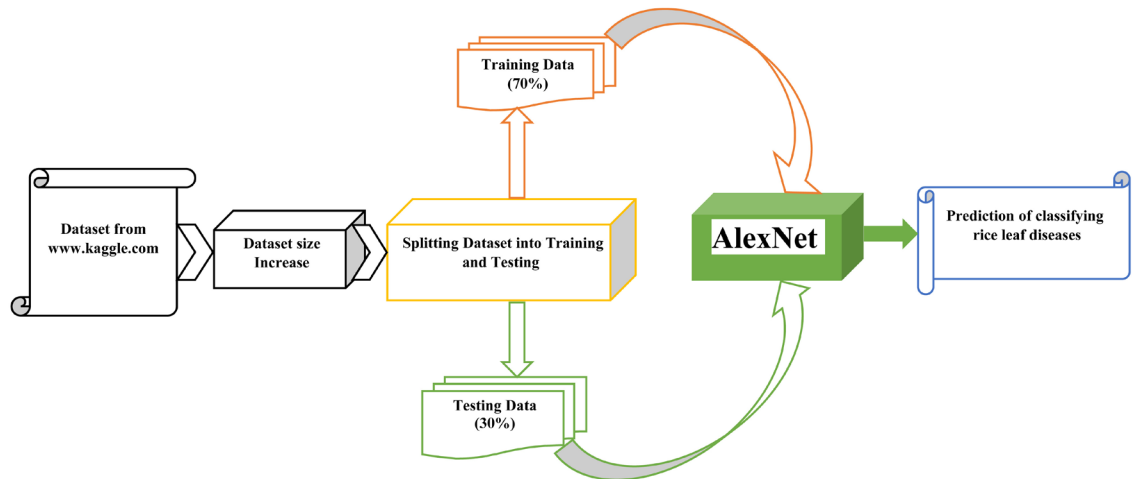 Training Data
(70%)
Dataset from
www.kaggle.com
Dataset size
Increase
Splitting Dataset into Training
and Testing
AlexNet
Prediction of classifying
rice leaf diseases
Testing Data
(30%)